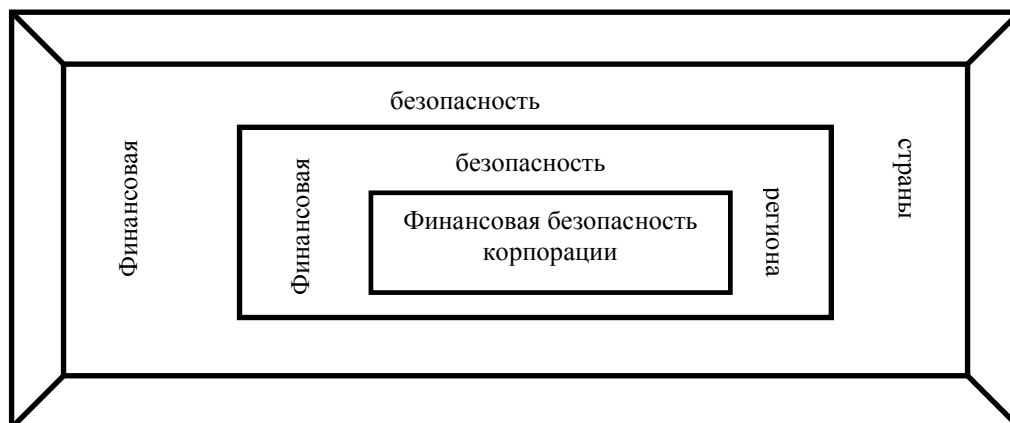 Финансовая
безопасность
страны
Финансовая
безопасность
региона
Финансовая безопасность
корпорации